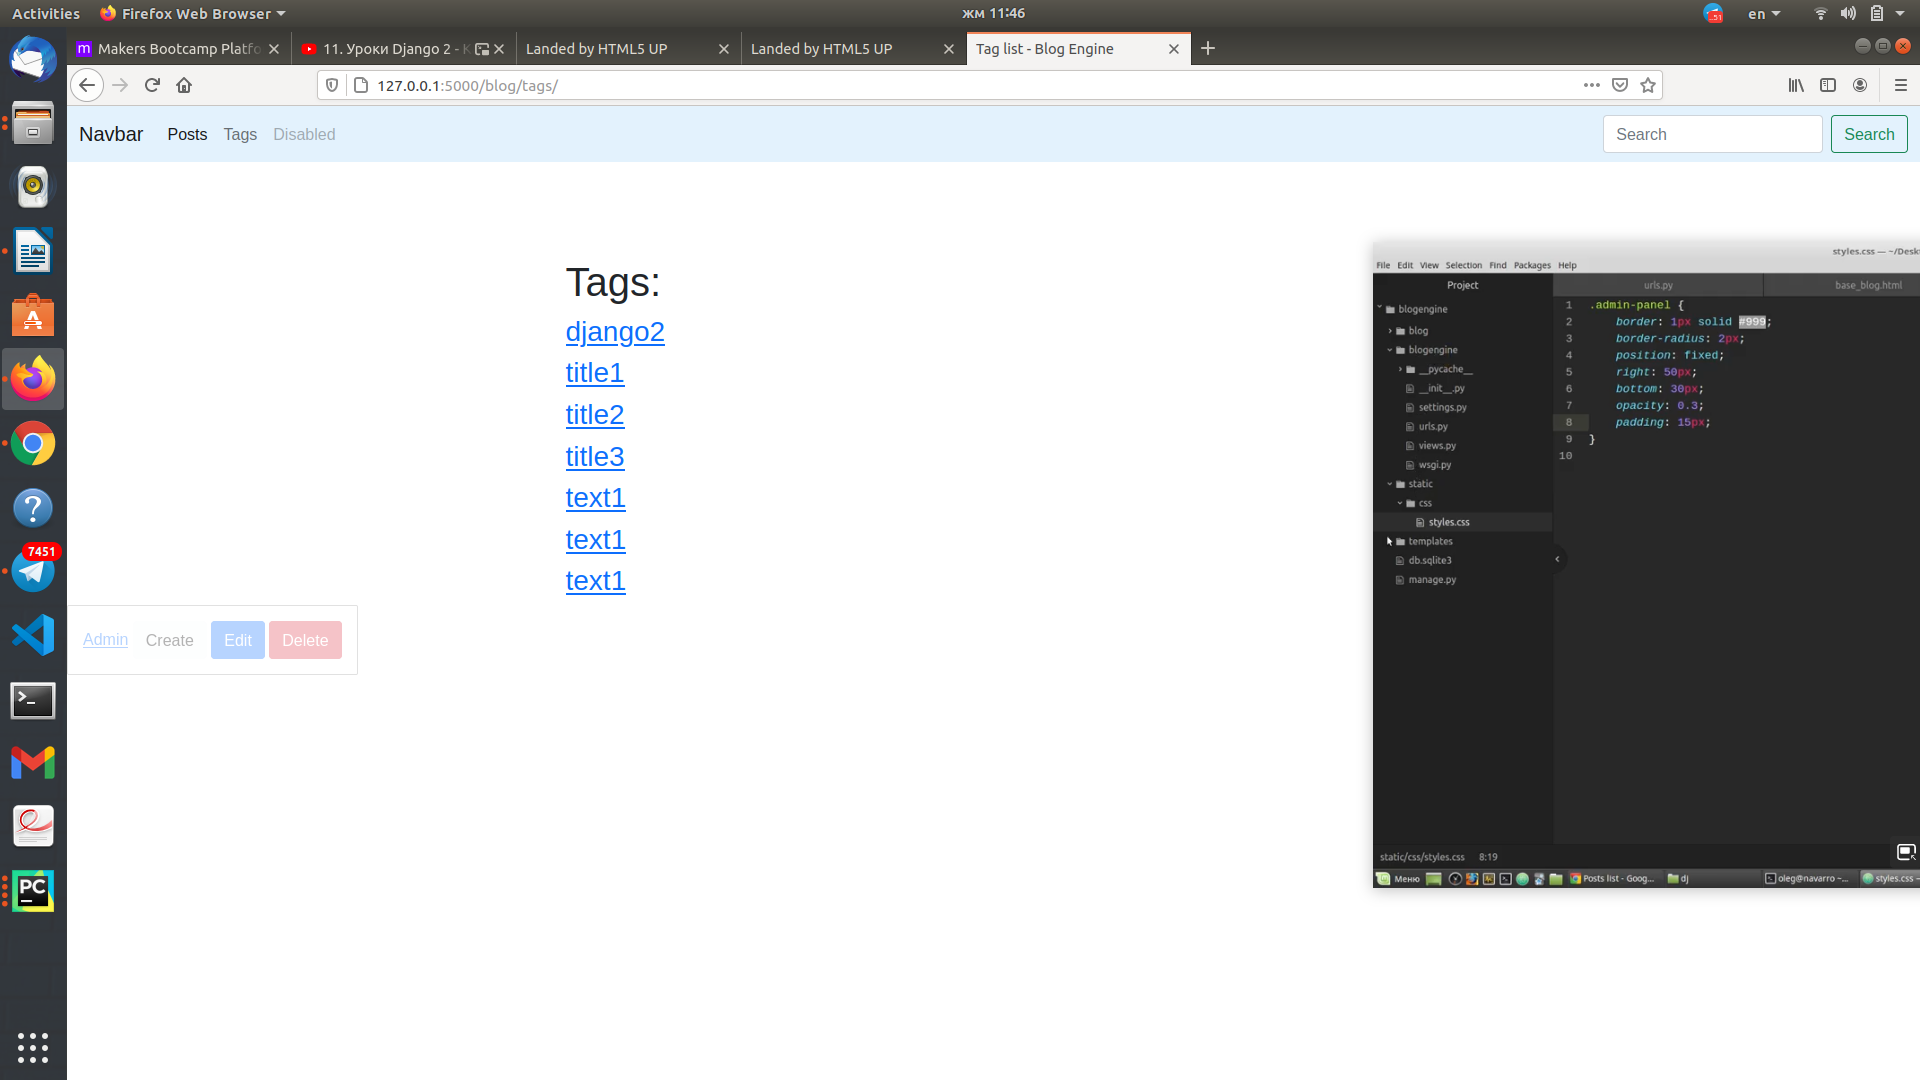 Activities Firefox Web Browser жм 11:46 51 en
Makers Bootcamp Platfo 11. Уроки Django 2 - К Landed by HTML5 UP Landed by HTML5 UP Tag list - Blog Engine
127.0.0.1:5000/blog/tags/
Navbar Posts Tags Disabled Search Search
Tags:
django2
title1
title2
title3
text1
text1
text1
Admin Create Edit Delete
7451
PC
styles.css — ~/Deskt
File Edit View Selection Find Packages Help
Project urls.py base_blog.html
blogengine
blog
blogengine
__pycache__
__init__.py
settings.py
urls.py
views.py
wsgi.py
static
css
styles.css
templates
db.sqlite3
manage.py
1 .admin-panel {
2 border: 1px solid #999;
3 border-radius: 2px;
4 position: fixed;
5 right: 50px;
6 bottom: 30px;
7 opacity: 0.3;
8 padding: 15px;
9 }
10
static/css/styles.css 8:19
Меню Posts list - Goog... dj oleg@navarro ~... styles.css ~